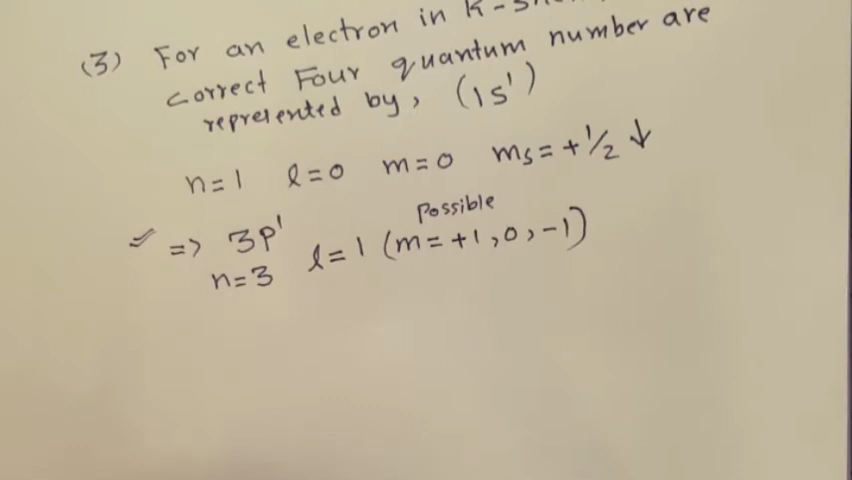 (3) For an electron in K-
correct Four quantum number are
represented by, (1s¹)
n=1 l=0 m=0 ms=+1/2 ↓
=> 3p¹ l=1 (m=+1,0,-1)
Possible
n=3